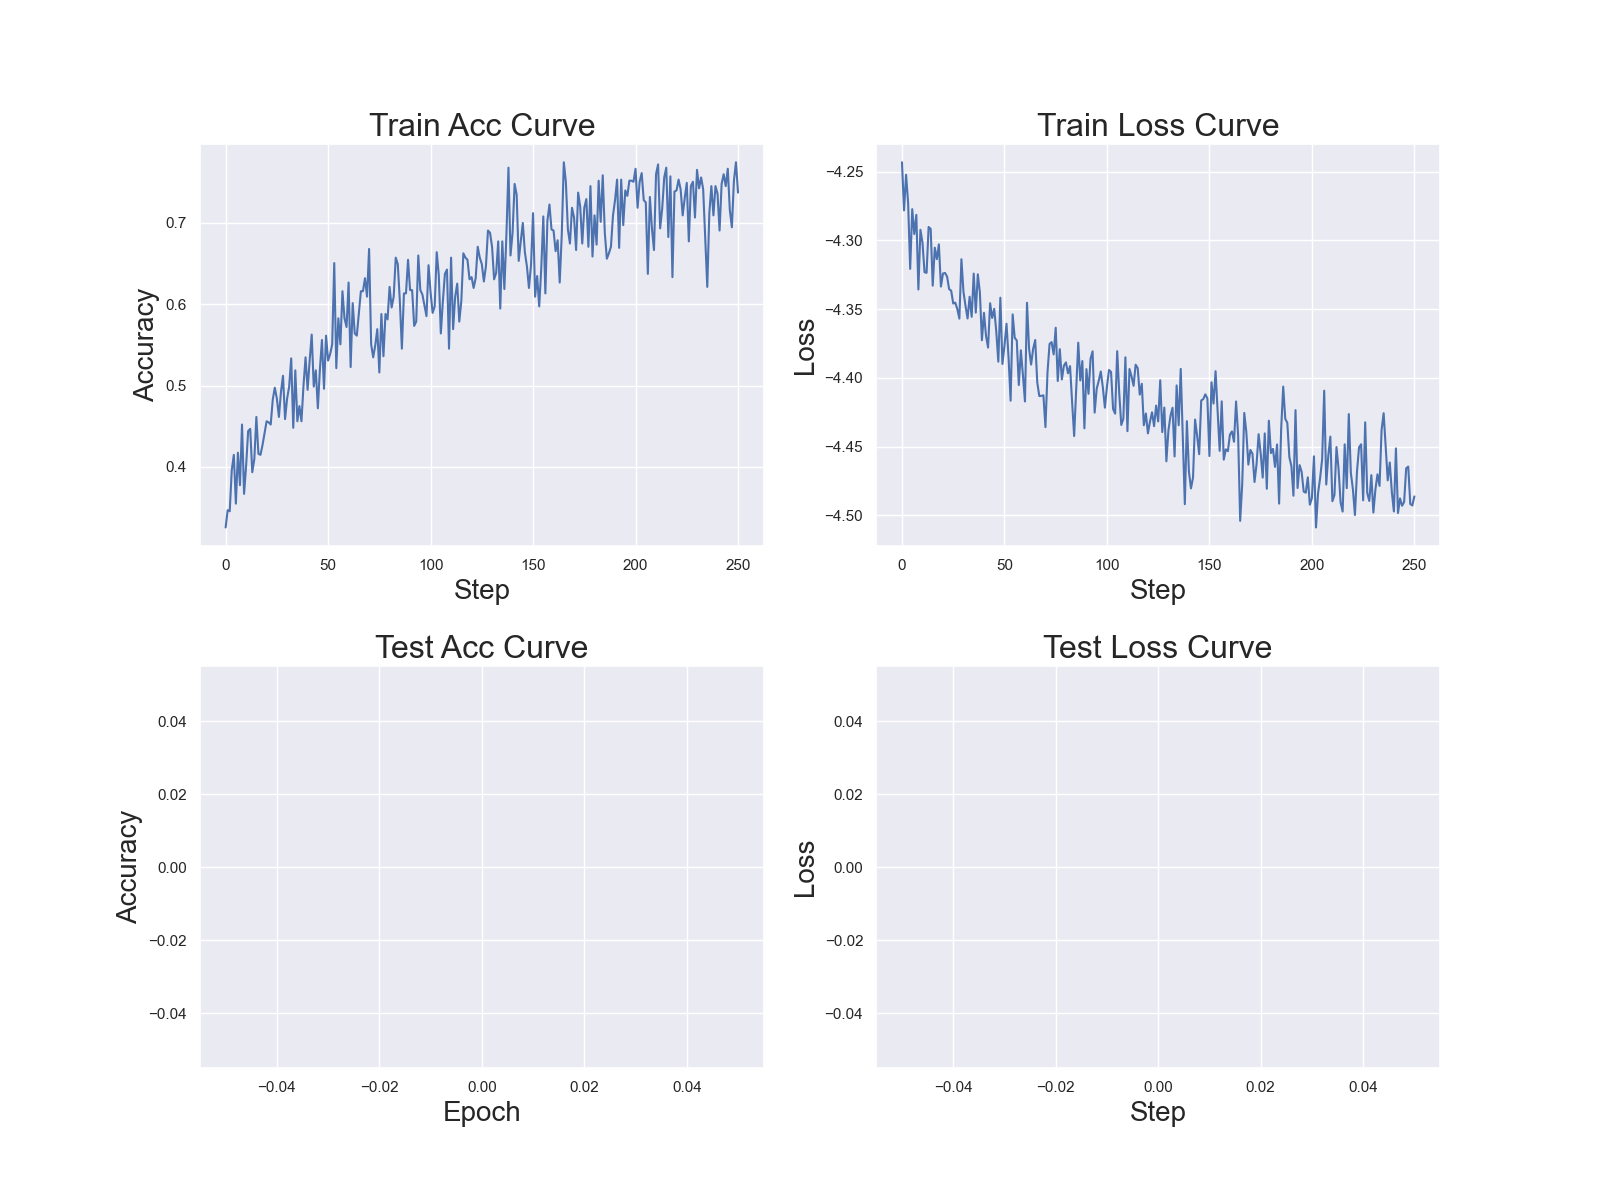 Train Acc Curve
Accuracy
0.7
0.6
0.5
0.4
0 50 100 150 200 250
Step
Train Loss Curve
Loss
−4.25
−4.30
−4.35
−4.40
−4.45
−4.50
0 50 100 150 200 250
Step
Test Acc Curve
Accuracy
0.04
0.02
0.00
−0.02
−0.04
−0.04 −0.02 0.00 0.02 0.04
Epoch
Test Loss Curve
Loss
0.04
0.02
0.00
−0.02
−0.04
−0.04 −0.02 0.00 0.02 0.04
Step